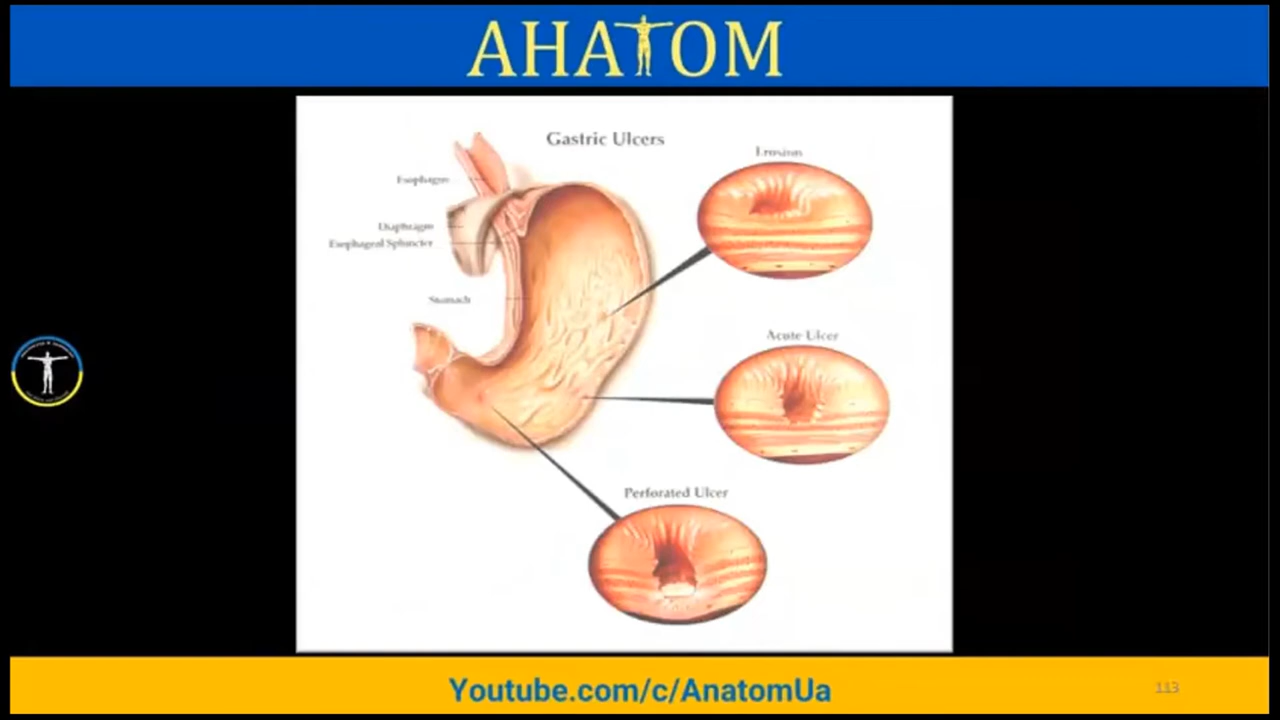 АНАТОМ
Gastric Ulcers
Erosion
Esophagus
Diaphragm
Esophageal Sphincter
Stomach
Acute Ulcer
Perforated Ulcer
Youtube.com/c/AnatomUa
113